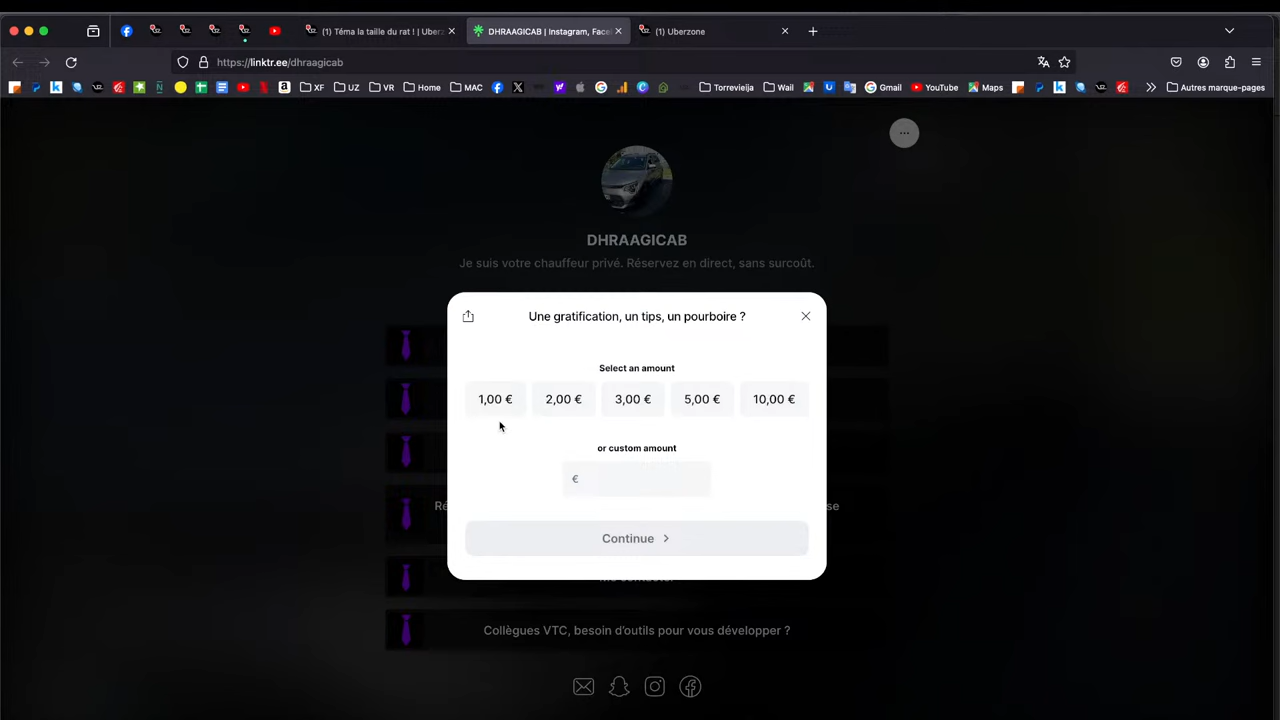 (1) Téma la taille du rat ! | Uberz
DHRAAGICAB | Instagram, Face
(1) Uberzone
https://linktr.ee/dhraagicab
XF
UZ
VR
Home
MAC
Torrevieija
Wail
Gmail
YouTube
Maps
Autres marque-pages
DHRAAGICAB
Je suis votre chauffeur privé. Réservez en direct, sans surcoût.
Une gratification, un tips, un pourboire ?
Select an amount
1,00 €
2,00 €
3,00 €
5,00 €
10,00 €
or custom amount
€
Continue
Collègues VTC, besoin d’outils pour vous développer ?